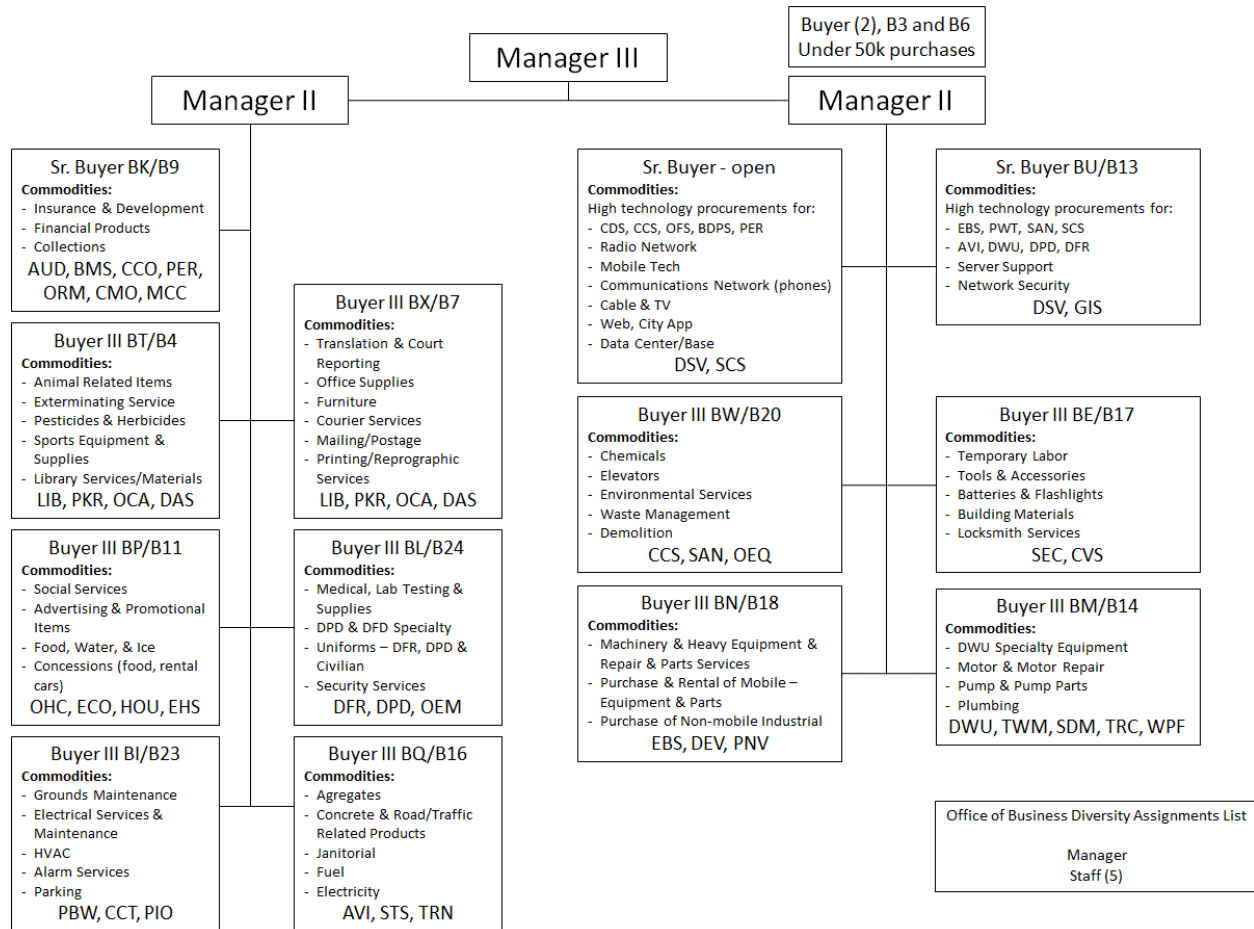 Buyer (2), B3 and B6
Under 50k purchases
Manager III
Manager II
Manager II
Sr. Buyer BK/B9
Commodities:
- Insurance & Development
- Financial Products
- Collections
AUD, BMS, CCO, PER,
ORM, CMO, MCC
Buyer III BT/B4
Commodities:
- Animal Related Items
- Exterminating Service
- Pesticides & Herbicides
- Sports Equipment &
Supplies
- Library Services/Materials
LIB, PKR, OCA, DAS
Buyer III BX/B7
Commodities:
- Translation & Court
Reporting
- Office Supplies
- Furniture
- Courier Services
- Mailing/Postage
- Printing/Reprographic
Services
LIB, PKR, OCA, DAS
Buyer III BP/B11
Commodities:
- Social Services
- Advertising & Promotional
Items
- Food, Water, & Ice
- Concessions (food, rental
cars)
OHC, ECO, HOU, EHS
Buyer III BL/B24
Commodities:
- Medical, Lab Testing &
Supplies
- DPD & DFD Specialty
- Uniforms – DFR, DPD &
Civilian
- Security Services
DFR, DPD, OEM
Buyer III BI/B23
Commodities:
- Grounds Maintenance
- Electrical Services &
Maintenance
- HVAC
- Alarm Services
- Parking
PBW, CCT, PIO
Buyer III BQ/B16
Commodities:
- Agregates
- Concrete & Road/Traffic
Related Products
- Janitorial
- Fuel
- Electricity
AVI, STS, TRN
Sr. Buyer - open
Commodities:
High technology procurements for:
- CDS, CCS, OFS, BDPS, PER
- Radio Network
- Mobile Tech
- Communications Network (phones)
- Cable & TV
- Web, City App
- Data Center/Base
DSV, SCS
Sr. Buyer BU/B13
Commodities:
High technology procurements for:
- EBS, PWT, SAN, SCS
- AVI, DWU, DPD, DFR
- Server Support
- Network Security
DSV, GIS
Buyer III BW/B20
Commodities:
- Chemicals
- Elevators
- Environmental Services
- Waste Management
- Demolition
CCS, SAN, OEQ
Buyer III BE/B17
Commodities:
- Temporary Labor
- Tools & Accessories
- Batteries & Flashlights
- Building Materials
- Locksmith Services
SEC, CVS
Buyer III BN/B18
Commodities:
- Machinery & Heavy Equipment &
Repair & Parts Services
- Purchase & Rental of Mobile –
Equipment & Parts
- Purchase of Non-mobile Industrial
EBS, DEV, PNV
Buyer III BM/B14
Commodities:
- DWU Specialty Equipment
- Motor & Motor Repair
- Pump & Pump Parts
- Plumbing
DWU, TWM, SDM, TRC, WPF
Office of Business Diversity Assignments List
Manager
Staff (5)